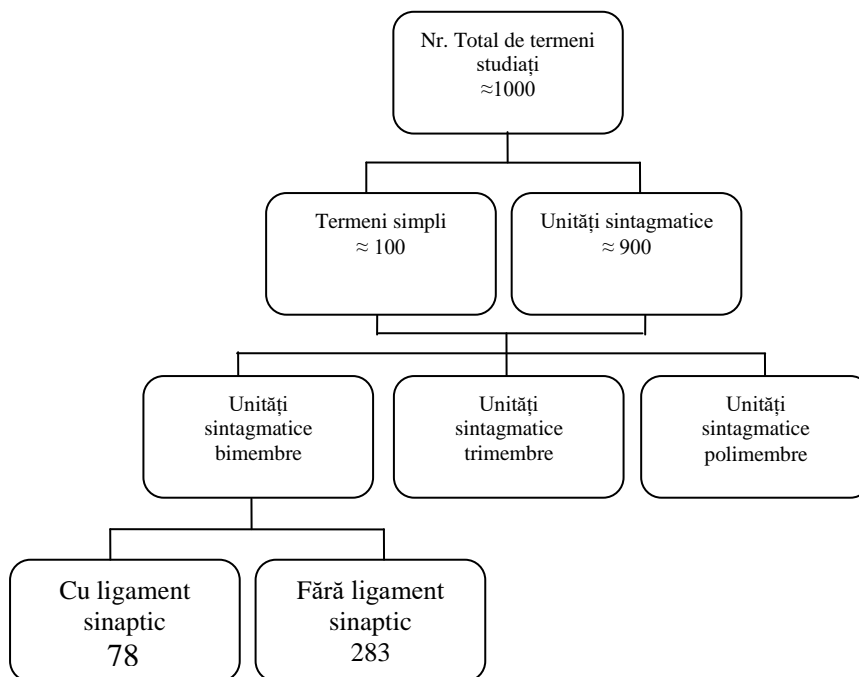 Nr. Total de termeni
studiați
≈1000
Termeni simpli
≈ 100
Unități sintagmatice
≈ 900
Unități
sintagmatice
bimembre
Unități
sintagmatice
trimembre
Unități
sintagmatice
polimembre
Cu ligament
sinaptic
78
Fără ligament
sinaptic
283